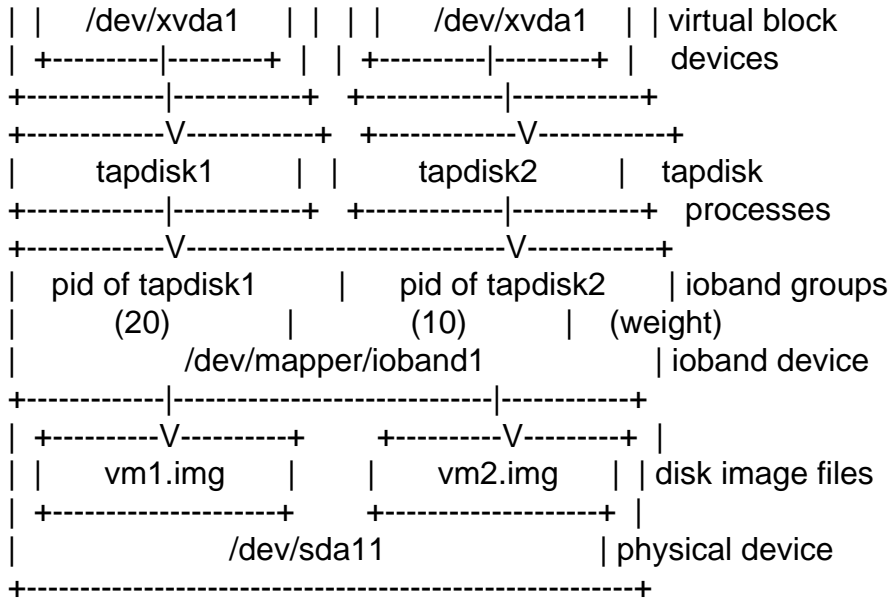 | |    /dev/xvda1    | | | |    /dev/xvda1    | | virtual block
| +----------|---------+ | | +----------|---------+ |   devices
+-------------|------------+ +-------------|------------+
+-------------V------------+ +-------------V------------+
|        tapdisk1        | |        tapdisk2        | tapdisk
+-------------|------------+ +-------------|------------+ processes
+-------------V-----------------------------V------------+
|   pid of tapdisk1        |     pid of tapdisk2      | ioband groups
|          (20)            |            (10)          | (weight)
|                /dev/mapper/ioband1                | ioband device
+-------------|-----------------------------|------------+
| +----------V----------+       +----------V---------+ |
| |      vm1.img      |       |      vm2.img     | | disk image files
| +---------------------+       +--------------------+ |
|                    /dev/sda11                    | physical device
+-------------------------------------------------------+